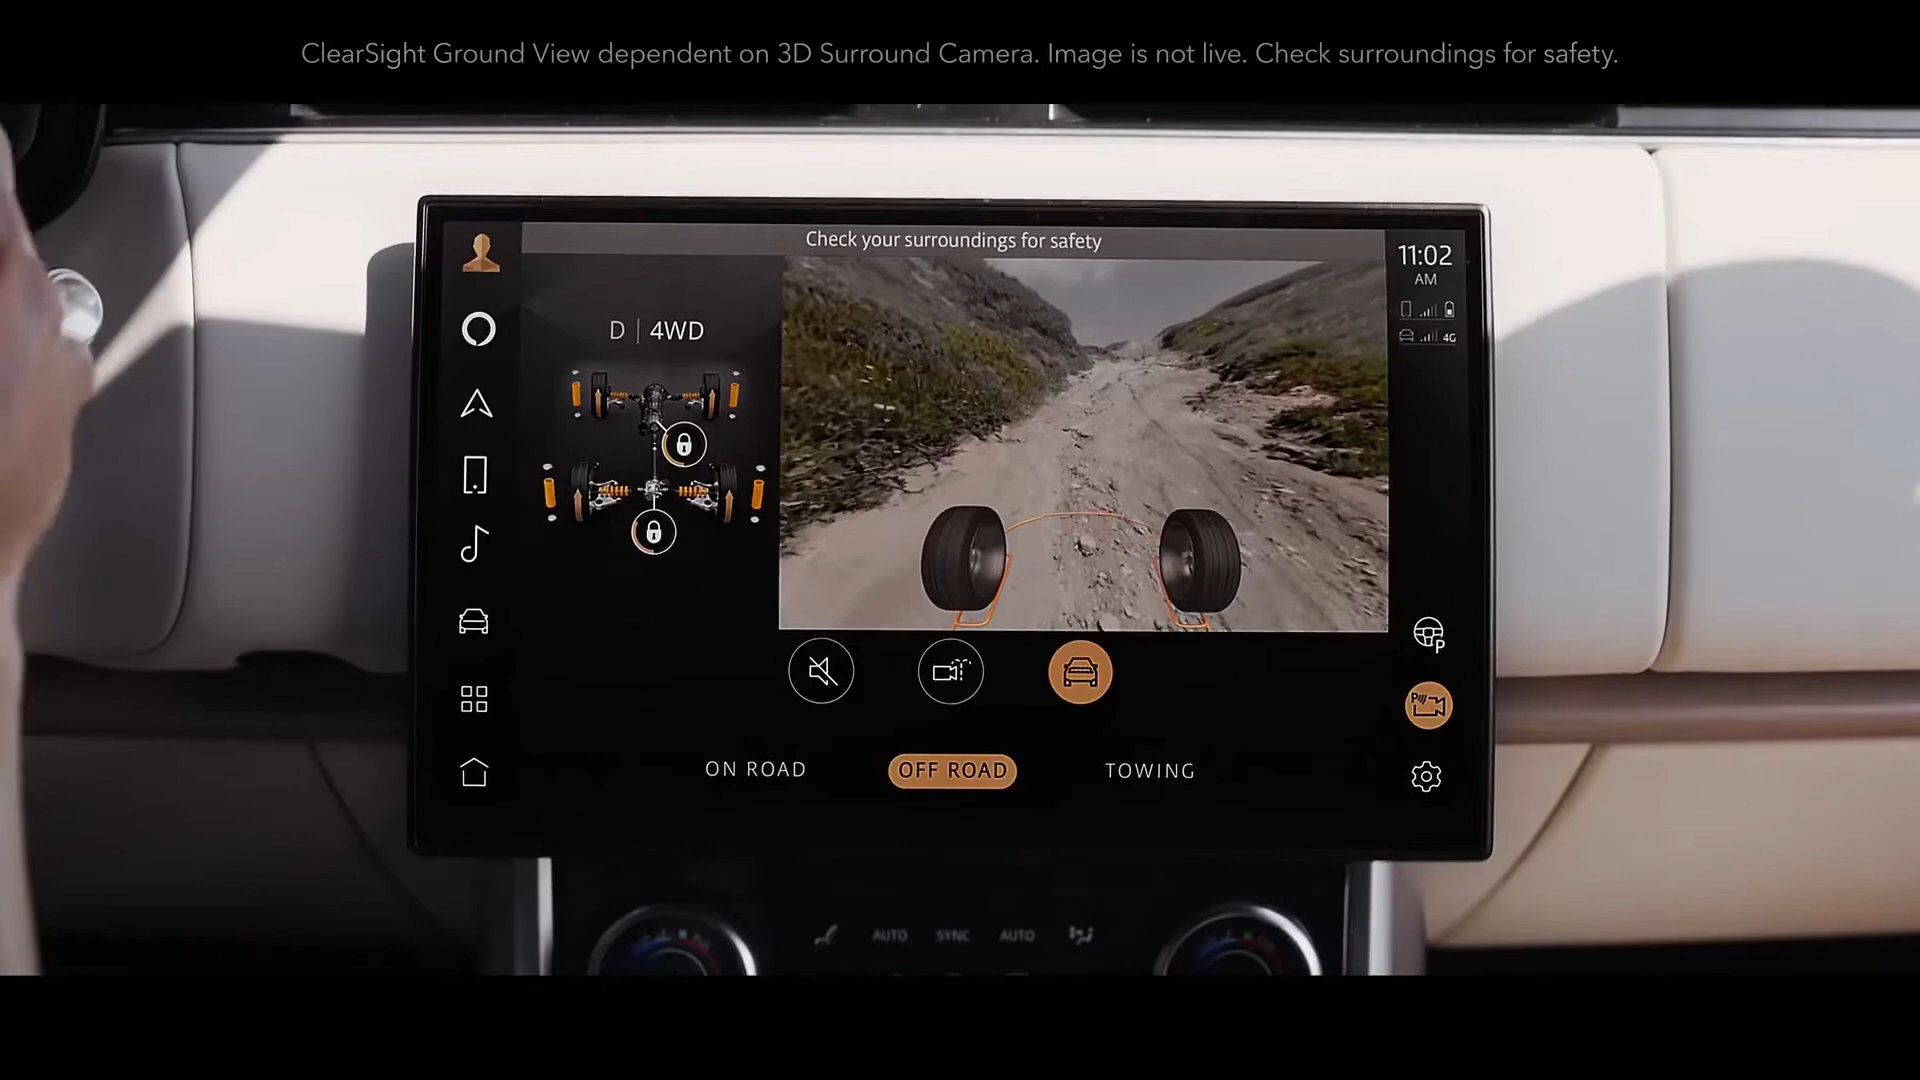 ClearSight Ground View dependent on 3D Surround Camera. Image is not live. Check surroundings for safety.
Check your surroundings for safety
11:02
AM
4G
D | 4WD
P
P
ON ROAD
OFF ROAD
TOWING
AUTO SYNC AUTO